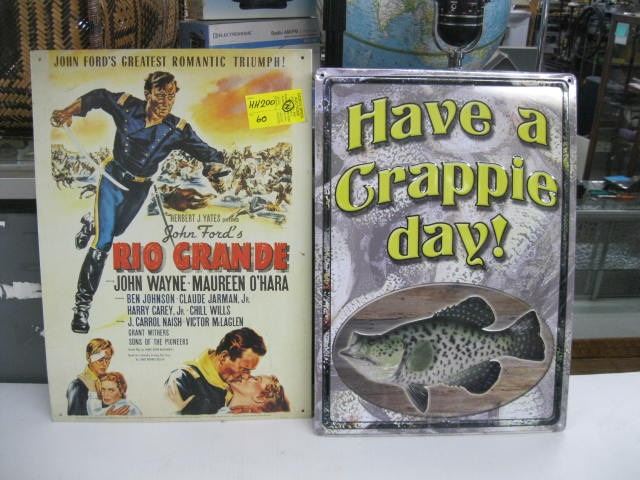 JOHN FORD'S GREATEST ROMANTIC TRIUMPH!
HH200
60
HERBERT J. YATES
John Ford's
RIO GRANDE
JOHN WAYNE · MAUREEN O'HARA
BEN JOHNSON · CLAUDE JARMAN, Jr.
HARRY CAREY, Jr. · CHILL WILLS
J. CARROL NAISH · VICTOR McLAGLEN
GRANT WITHERS
SONS OF THE PIONEERS
Have a
Crappie
day!